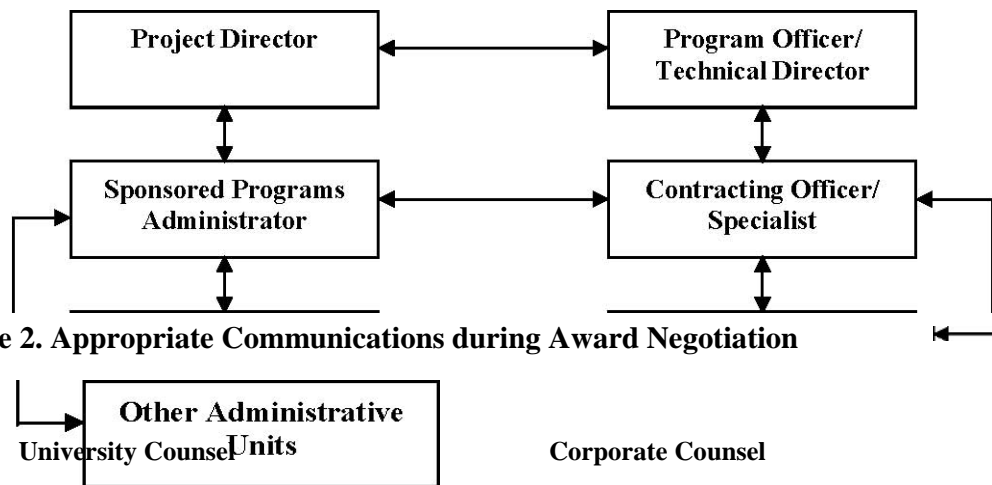 Project Director
Program Officer/
Technical Director
Sponsored Programs
Administrator
Contracting Officer/
Specialist
e 2. Appropriate Communications during Award Negotiation
Other Administrative
Units
University Counsel
Corporate Counsel